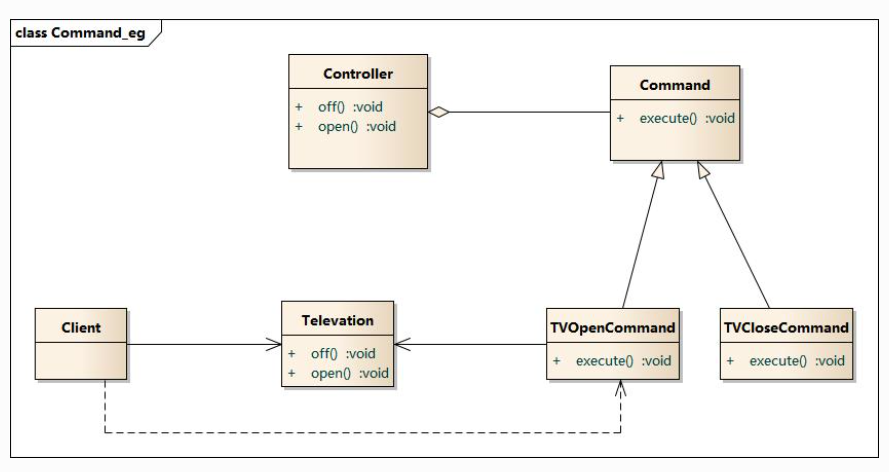 class Command_eg
Controller
+ off() :void
+ open() :void
Command
+ execute() :void
Client
Televation
+ off() :void
+ open() :void
TVOpenCommand
+ execute() :void
TVCloseCommand
+ execute() :void